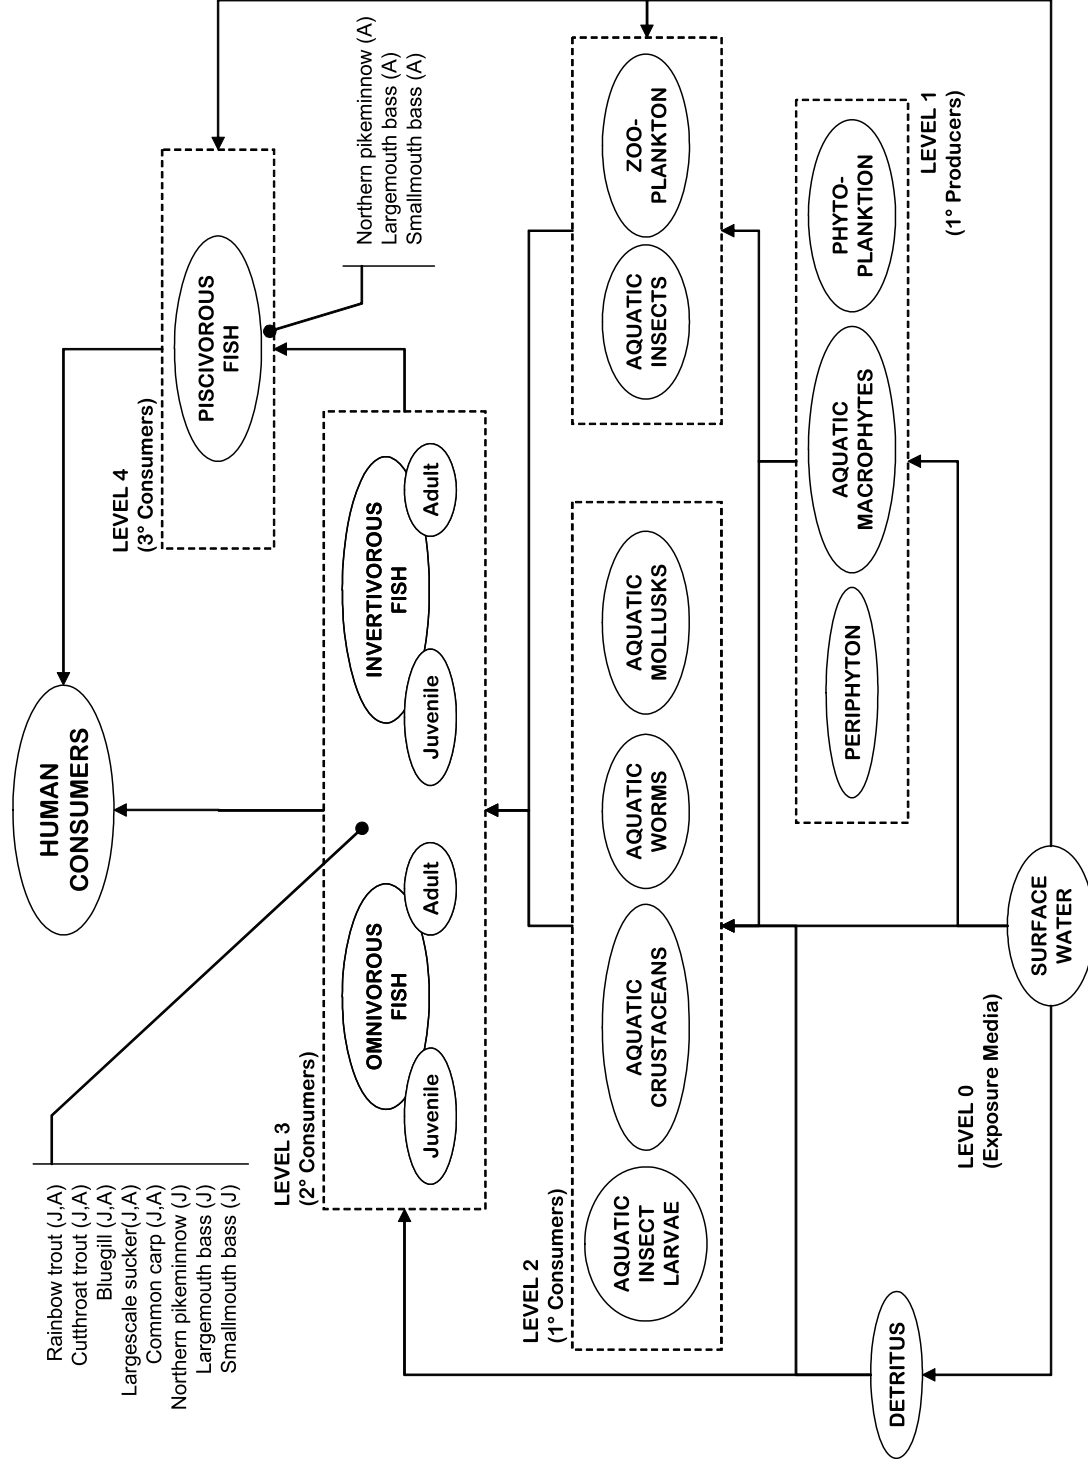 HUMAN
CONSUMERS
Rainbow trout (J,A)
Cutthroat trout (J,A)
Bluegill (J,A)
Largescale sucker(J,A)
Common carp (J,A)
Northern pikeminnow (J)
Largemouth bass (J)
Smallmouth bass (J)
LEVEL 4
(3° Consumers)
PISCIVOROUS
FISH
Northern pikeminnow (A)
Largemouth bass (A)
Smallmouth bass (A)
LEVEL 3
(2° Consumers)
OMNIVOROUS
FISH
Juvenile
Adult
INVERTIVOROUS
FISH
Juvenile
Adult
LEVEL 2
(1° Consumers)
AQUATIC
INSECT
LARVAE
AQUATIC
CRUSTACEANS
AQUATIC
WORMS
AQUATIC
MOLLUSKS
AQUATIC
INSECTS
ZOO-
PLANKTON
PERIPHYTON
AQUATIC
MACROPHYTES
PHYTO-
PLANKTION
LEVEL 1
(1° Producers)
DETRITUS
LEVEL 0
(Exposure Media)
SURFACE
WATER